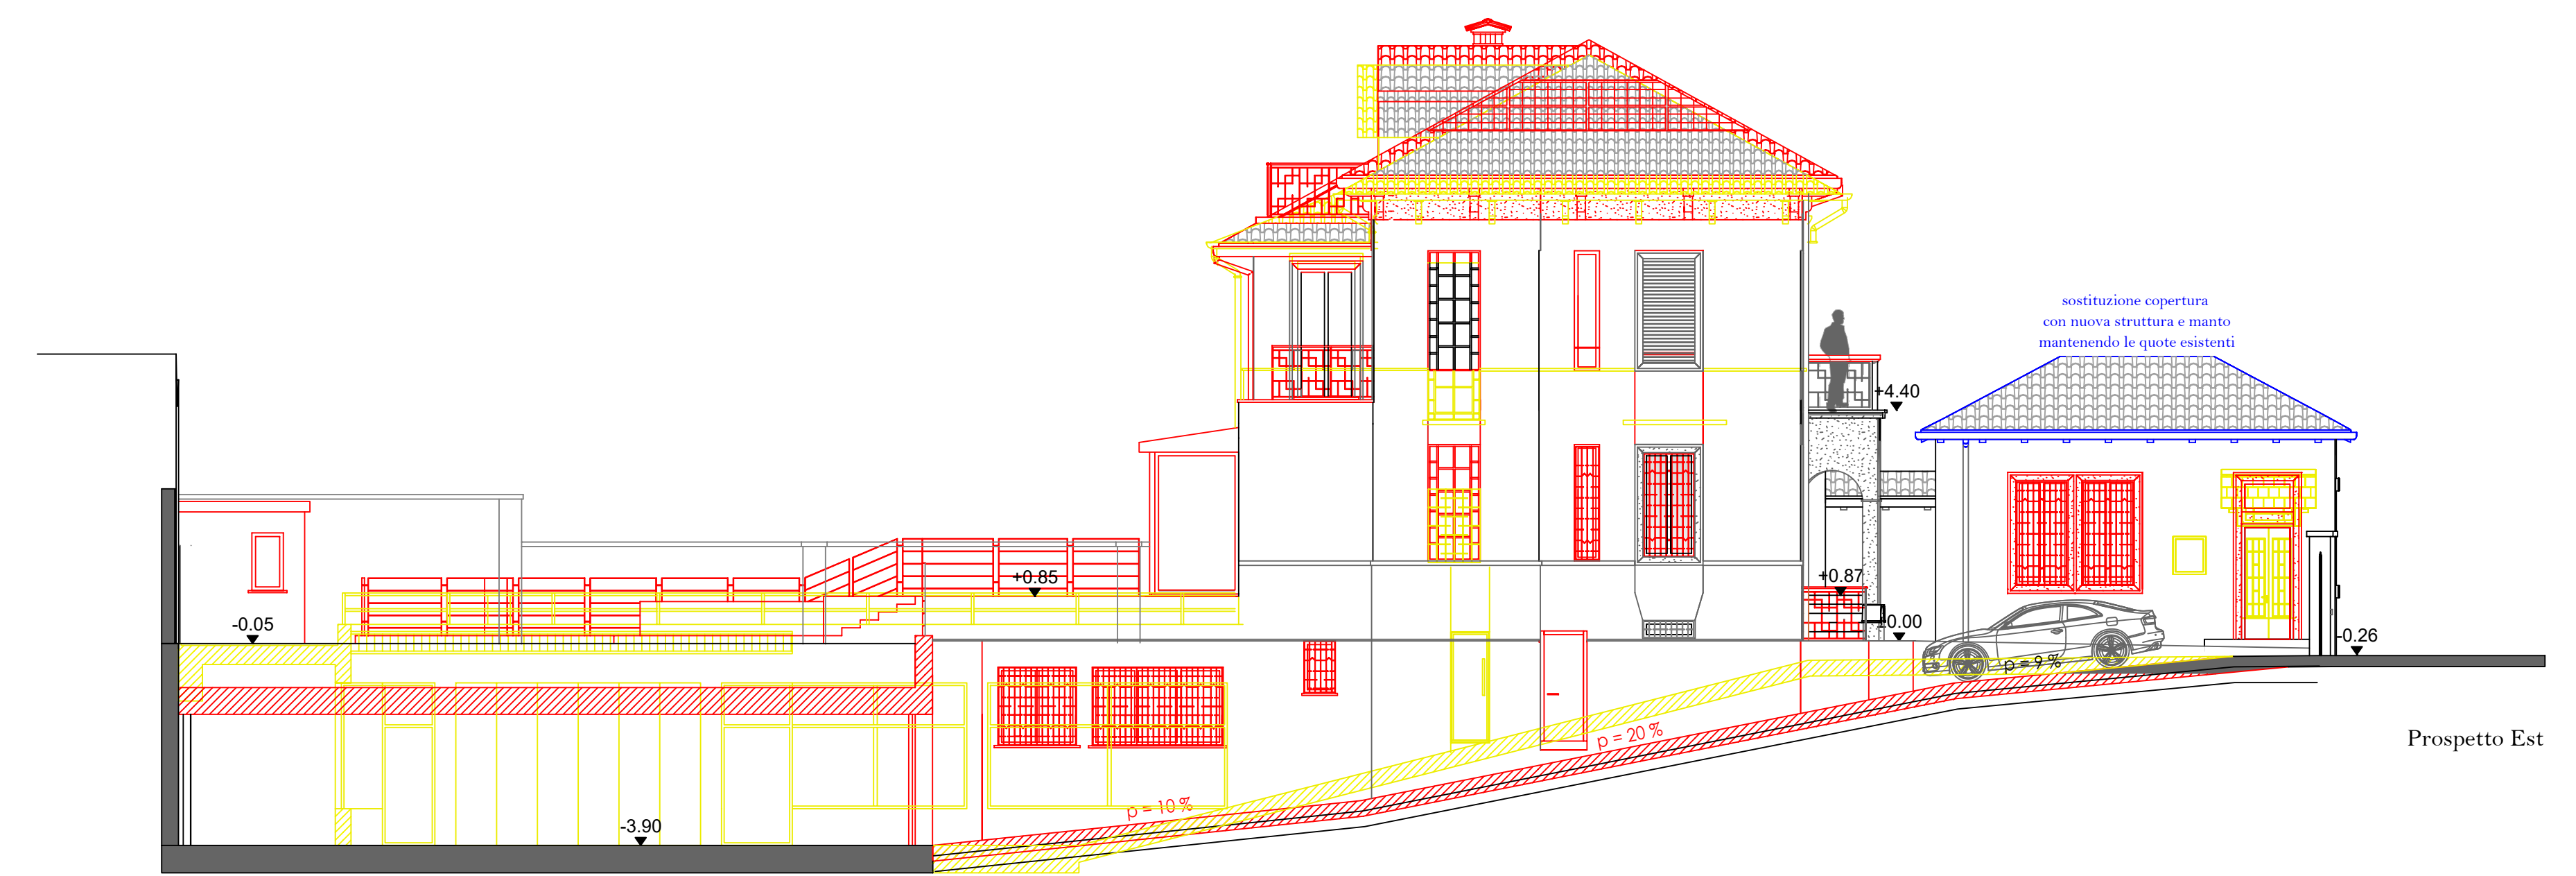 sostituzione copertura
con nuova struttura e manto
mantenendo le quote esistenti
+4.40
+0.85
+0.87
-0.05
±0.00
-0.26
p = 9 %
p = 20 %
Prospetto Est
p = 10 %
-3.90